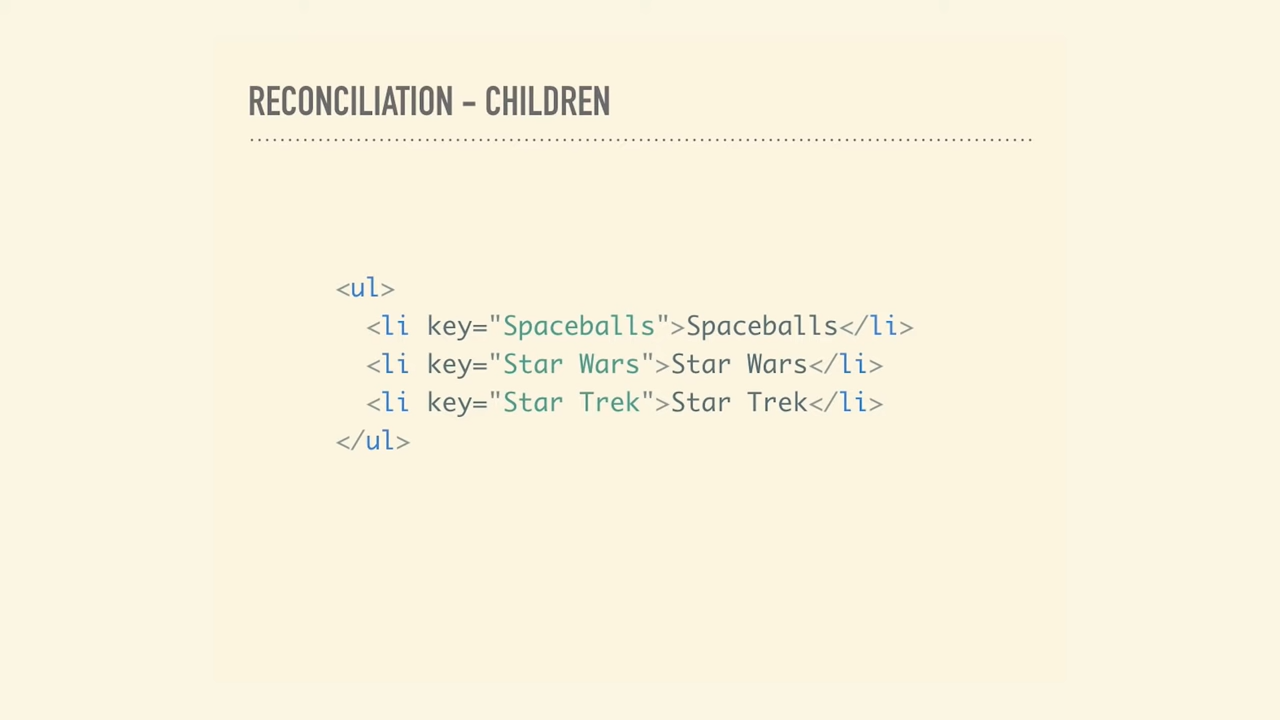 RECONCILIATION - CHILDREN
<ul>
  <li key="Spaceballs">Spaceballs</li>
  <li key="Star Wars">Star Wars</li>
  <li key="Star Trek">Star Trek</li>
</ul>